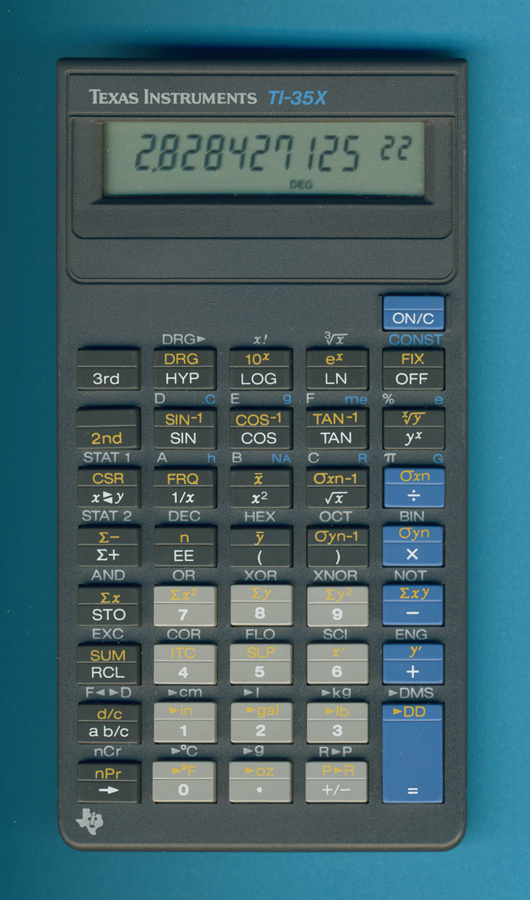 TEXAS INSTRUMENTS TI-35X
2.828427125 22
DEG
ON/C
DRG► x! ∛x CONST
DRG 10ˣ eˣ FIX
3rd HYP LOG LN OFF
D C E g F me % e
SIN⁻¹ COS⁻¹ TAN⁻¹ ˣ√y
2nd SIN COS TAN yˣ
STAT 1 A h B NA C R π G
CSR FRQ x̄ σxn-1 σxn
x►◄y 1/x x² √x ÷
STAT 2 DEC HEX OCT BIN
Σ− n ȳ σyn-1 σyn
Σ+ EE ( ) ×
AND OR XOR XNOR NOT
Σx Σx² Σy Σy² Σxy
STO 7 8 9 −
EXC COR FLO SCI ENG
SUM ITC SLP x′ y′
RCL 4 5 6 +
F◄►D ►cm ►l ►kg ►DMS
d/c ►in ►gal ►lb ►DD
a b/c 1 2 3
nCr ►°C ►g R►P
nPr ►°F ►oz P►R
→ 0 . +/− =